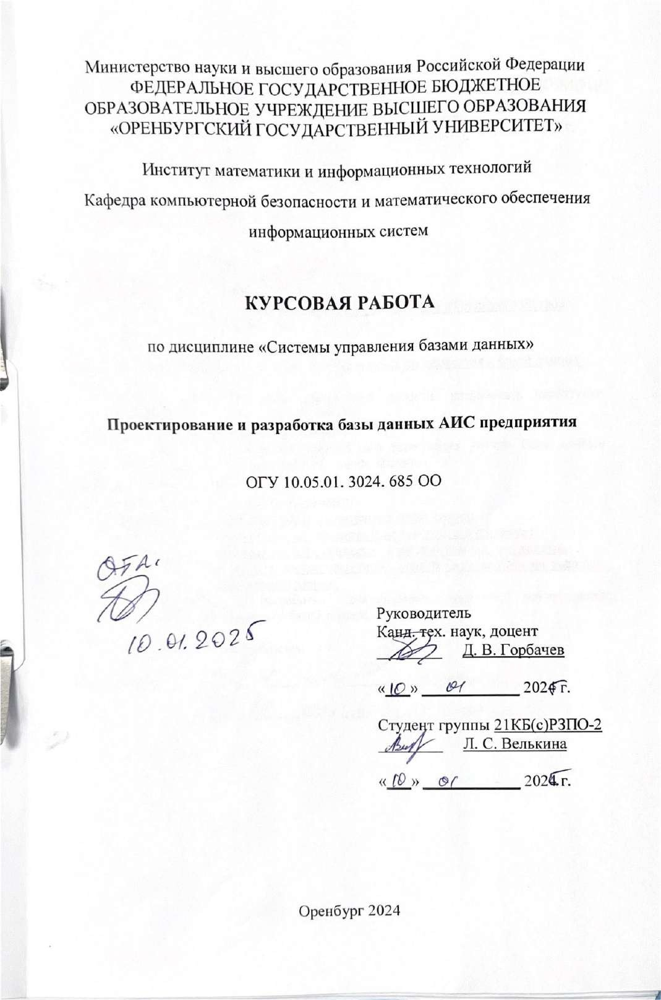 Министерство науки и высшего образования Российской Федерации
ФЕДЕРАЛЬНОЕ ГОСУДАРСТВЕННОЕ БЮДЖЕТНОЕ
ОБРАЗОВАТЕЛЬНОЕ УЧРЕЖДЕНИЕ ВЫСШЕГО ОБРАЗОВАНИЯ
«ОРЕНБУРГСКИЙ ГОСУДАРСТВЕННЫЙ УНИВЕРСИТЕТ»
Институт математики и информационных технологий
Кафедра компьютерной безопасности и математического обеспечения
информационных систем
КУРСОВАЯ РАБОТА
по дисциплине «Системы управления базами данных»
Проектирование и разработка базы данных АИС предприятия
ОГУ 10.05.01. 3024. 685 ОО
10.01.2025
Руководитель
Канд. тех. наук, доцент
Д. В. Горбачев
«10» 01 2025 г.
Студент группы 21КБ(с)РЗПО-2
Л. С. Велькина
«10» 01 2025 г.
Оренбург 2024